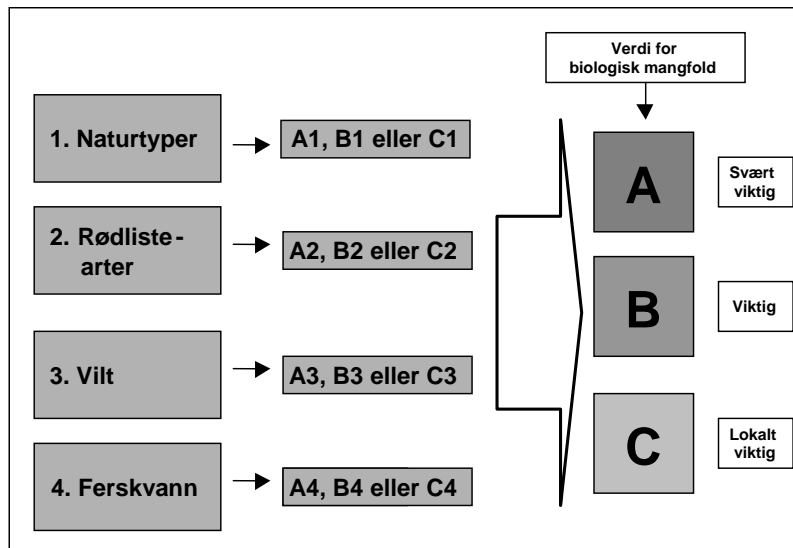 Verdi for
biologisk mangfold
1. Naturtyper
A1, B1 eller C1
A
Svært
viktig
2. Rødliste-
arter
A2, B2 eller C2
B
Viktig
3. Vilt
A3, B3 eller C3
C
Lokalt
viktig
4. Ferskvann
A4, B4 eller C4